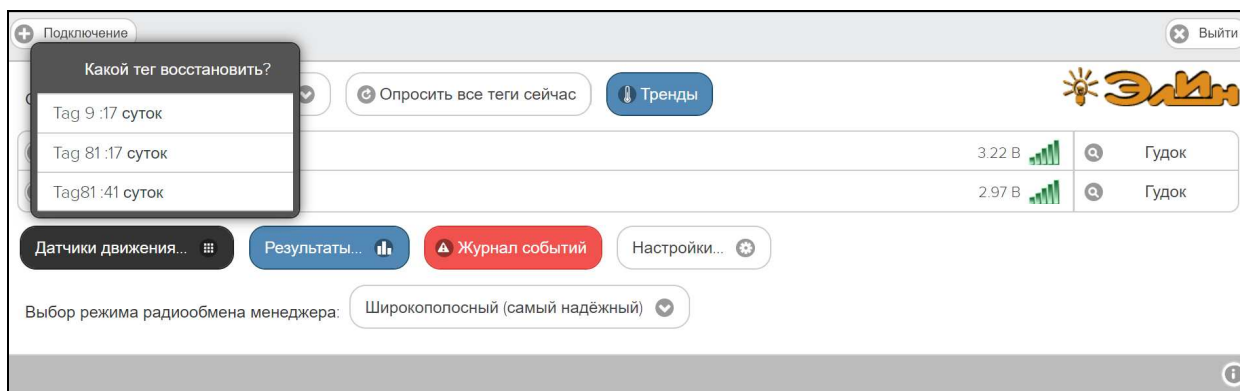 Подключение
Выйти
Какой тег восстановить?
Tag 9 :17 суток
Tag 81 :17 суток
Tag81 :41 суток
Опросить все теги сейчас
Тренды
ЭлИн
3.22 В
Гудок
2.97 В
Гудок
Датчики движения...
Результаты...
Журнал событий
Настройки...
Выбор режима радиообмена менеджера:
Широкополосный (самый надёжный)